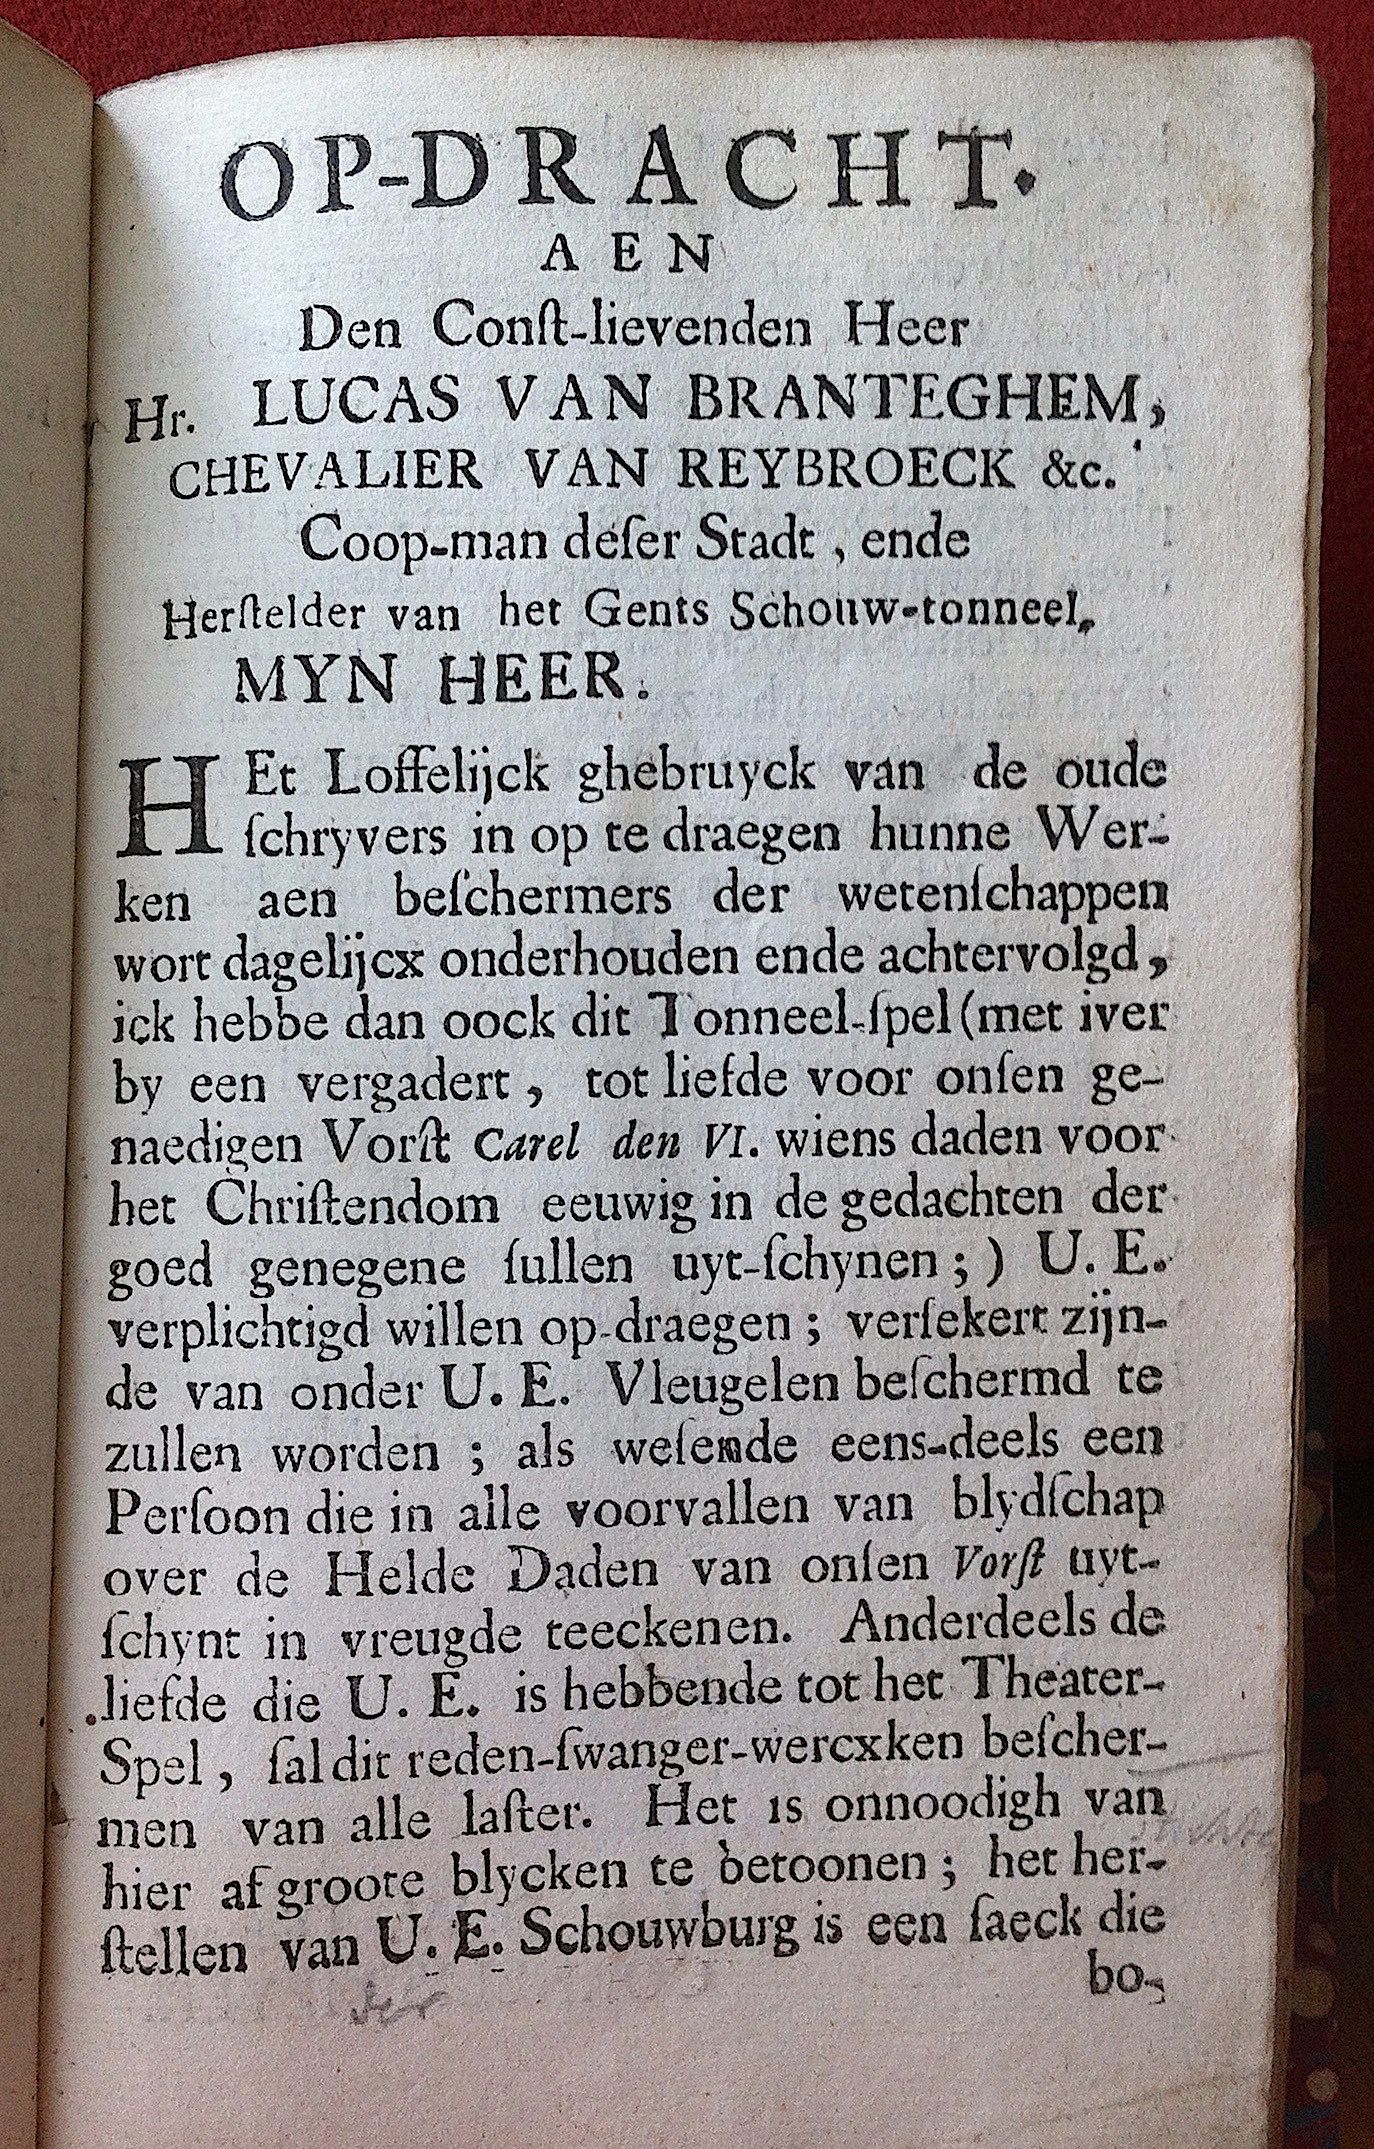 OP-DRACHT.
AEN
Den Conſt-lievenden Heer
Hr. LUCAS VAN BRANTEGHEM,
CHEVALIER VAN REYBROECK &c.
Coop-man deſer Stadt, ende
Herſtelder van het Gents Schouw-tonneel.
MYN HEER.
HEt Loffelijck ghebruyck van de oude
ſchryvers in op te draegen hunne Wer-
ken aen beſchermers der wetenſchappen
wort dagelijcx onderhouden ende achtervolgd,
ick hebbe dan oock dit Tonneel-ſpel (met iver
by een vergadert, tot liefde voor onſen ge-
naedigen Vorſt Carel den VI. wiens daden voor
het Chriſtendom eeuwig in de gedachten der
goed genegene ſullen uyt-ſchynen;) U. E.
verplichtigd willen op-draegen; verſekert zijn-
de van onder U. E. Vleugelen beſchermd te
zullen worden; als weſende eens-deels een
Perſoon die in alle voorvallen van blydſchap
over de Helde Daden van onſen Vorſt uyt-
ſchynt in vreugde teeckenen. Anderdeels de
liefde die U. E. is hebbende tot het Theater-
Spel, ſal dit reden-ſwanger-wercxken beſcher-
men van alle laſter. Het is onnoodigh van
hier af groote blycken te betoonen; het her-
ſtellen van U. E. Schouwburg is een ſaeck die
bo-
der